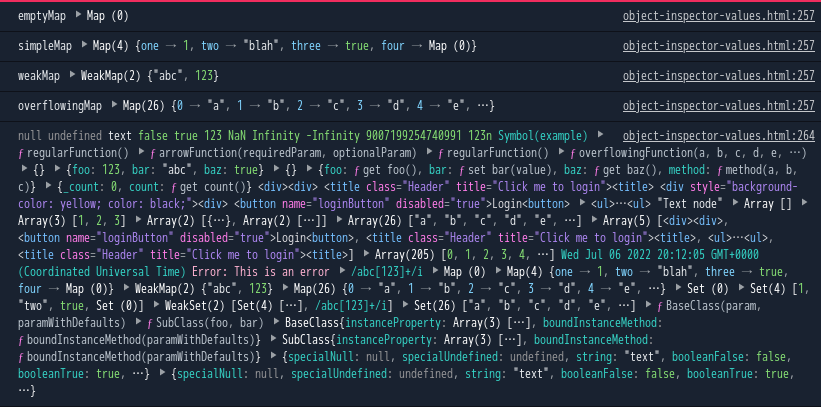 emptyMap ▶ Map (0) object-inspector-values.html:257
simpleMap ▶ Map(4) {one → 1, two → "blah", three → true, four → Map (0)} object-inspector-values.html:257
weakMap ▶ WeakMap(2) {"abc", 123} object-inspector-values.html:257
overflowingMap ▶ Map(26) {0 → "a", 1 → "b", 2 → "c", 3 → "d", 4 → "e", …} object-inspector-values.html:257
null undefined text false true 123 NaN Infinity -Infinity 9007199254740991 123n Symbol(example) ▶ object-inspector-values.html:264
ƒ regularFunction() ▶ ƒ arrowFunction(requiredParam, optionalParam) ▶ ƒ regularFunction() ▶ ƒ overflowingFunction(a, b, c, d, e, …)
▶ {} ▶ {foo: 123, bar: "abc", baz: true} ▶ {} ▶ {foo: ƒ get foo(), bar: ƒ set bar(value), baz: ƒ get baz(), method: ƒ method(a, b,
c)} ▶ {_count: 0, count: ƒ get count()} <div><div> <title class="Header" title="Click me to login"><title> <div style="background-
color: yellow; color: black;"><div> <button name="loginButton" disabled="true">Login<button> ▶ <ul>…<ul> "Text node" ▶ Array [] ▶
Array(3) [1, 2, 3] ▶ Array(2) [{…}, Array(2) […]] ▶ Array(26) ["a", "b", "c", "d", "e", …] ▶ Array(5) [<div><div>,
<button name="loginButton" disabled="true">Login<button>, <title class="Header" title="Click me to login"><title>, <ul>…<ul>,
<title class="Header" title="Click me to login"><title>] ▶ Array(205) [0, 1, 2, 3, 4, …] Wed Jul 06 2022 20:12:05 GMT+0000
(Coordinated Universal Time) Error: This is an error ▶ /abc[123]+/i ▶ Map (0) ▶ Map(4) {one → 1, two → "blah", three → true,
four → Map (0)} ▶ WeakMap(2) {"abc", 123} ▶ Map(26) {0 → "a", 1 → "b", 2 → "c", 3 → "d", 4 → "e", …} ▶ Set (0) ▶ Set(4) [1,
"two", true, Set (0)] ▶ WeakSet(2) [Set(4) […], /abc[123]+/i] ▶ Set(26) ["a", "b", "c", "d", "e", …] ▶ ƒ BaseClass(param,
paramWithDefaults) ▶ ƒ SubClass(foo, bar) ▶ BaseClass{instanceProperty: Array(3) […], boundInstanceMethod:
ƒ boundInstanceMethod(paramWithDefaults)} ▶ SubClass{instanceProperty: Array(3) […], boundInstanceMethod:
ƒ boundInstanceMethod(paramWithDefaults)} ▶ {specialNull: null, specialUndefined: undefined, string: "text", booleanFalse: false,
booleanTrue: true, …} ▶ {specialNull: null, specialUndefined: undefined, string: "text", booleanFalse: false, booleanTrue: true,
…}